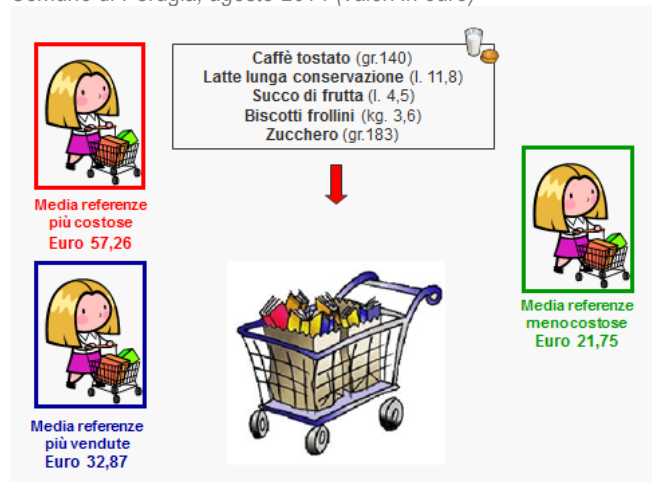 Caffè tostato (gr.140)
Latte lunga conservazione (l. 11,8)
Succo di frutta (l. 4,5)
Biscotti frollini (kg. 3,6)
Zucchero (gr.183)
Media referenze
più costose
Euro 57,26
Media referenze
meno costose
Euro 21,75
Media referenze
più vendute
Euro 32,87